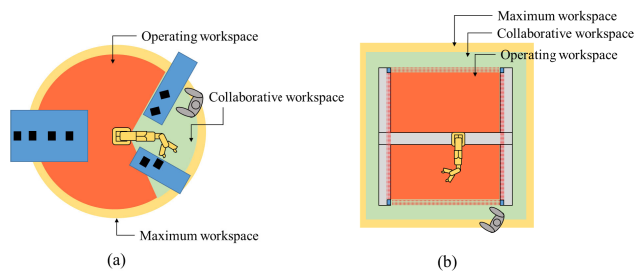 Operating workspace
Collaborative workspace
Maximum workspace
(a)
Maximum workspace
Collaborative workspace
Operating workspace
(b)